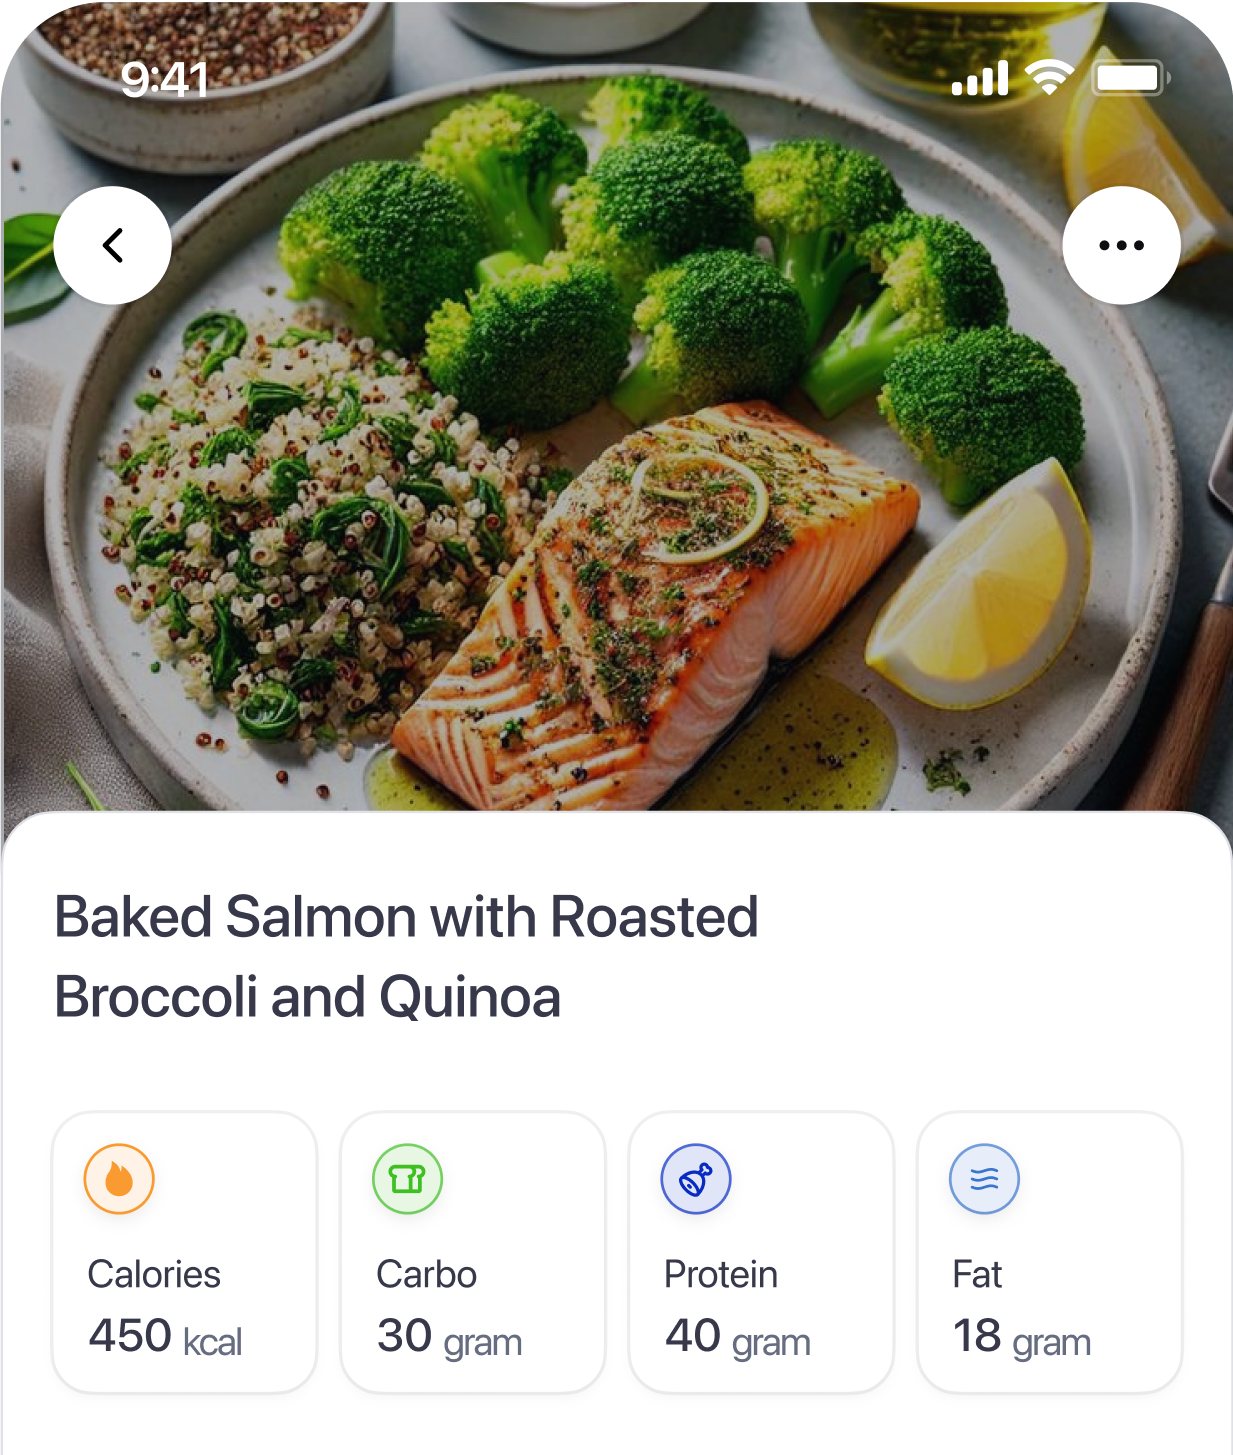 9:41
Baked Salmon with Roasted
Broccoli and Quinoa
Calories
450 kcal
Carbo
30 gram
Protein
40 gram
Fat
18 gram